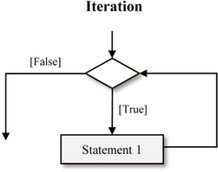 Iteration
[False]
[True]
Statement 1